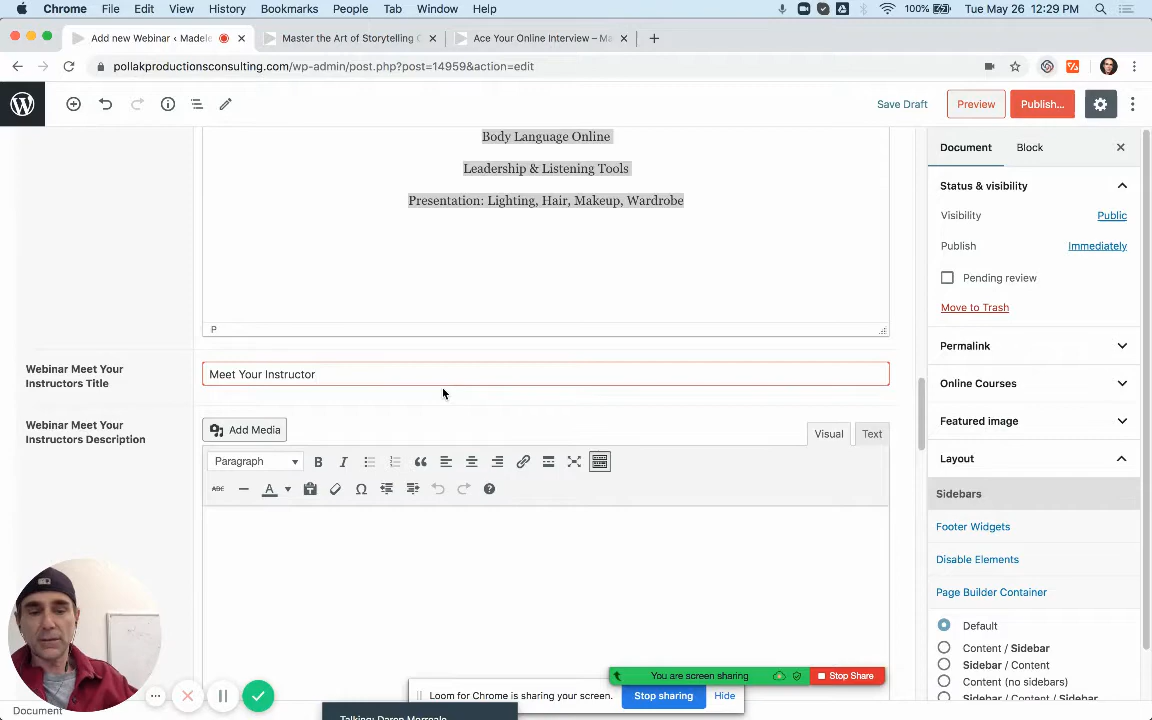 Chrome File Edit View History Bookmarks People Tab Window Help 100% Tue May 26 12:29 PM
Add new Webinar ‹ Madele
Master the Art of Storytelling
Ace Your Online Interview – Ma
pollakproductionsconsulting.com/wp-admin/post.php?post=14959&action=edit
Save Draft Preview Publish...
Body Language Online
Leadership & Listening Tools
Presentation: Lighting, Hair, Makeup, Wardrobe
P
Webinar Meet Your
Instructors Title
Meet Your Instructor
Webinar Meet Your
Instructors Description
Add Media
Visual Text
Paragraph B I
ABC A Ω
Document Block
Status & visibility
Visibility Public
Publish Immediately
Pending review
Move to Trash
Permalink
Online Courses
Featured image
Layout
Sidebars
Footer Widgets
Disable Elements
Page Builder Container
Default
Content / Sidebar
Sidebar / Content
Content (no sidebars)
Sidebar / Content / Sidebar
You are screen sharing Stop Share
Loom for Chrome is sharing your screen. Stop sharing Hide
Talking: Daron
Document